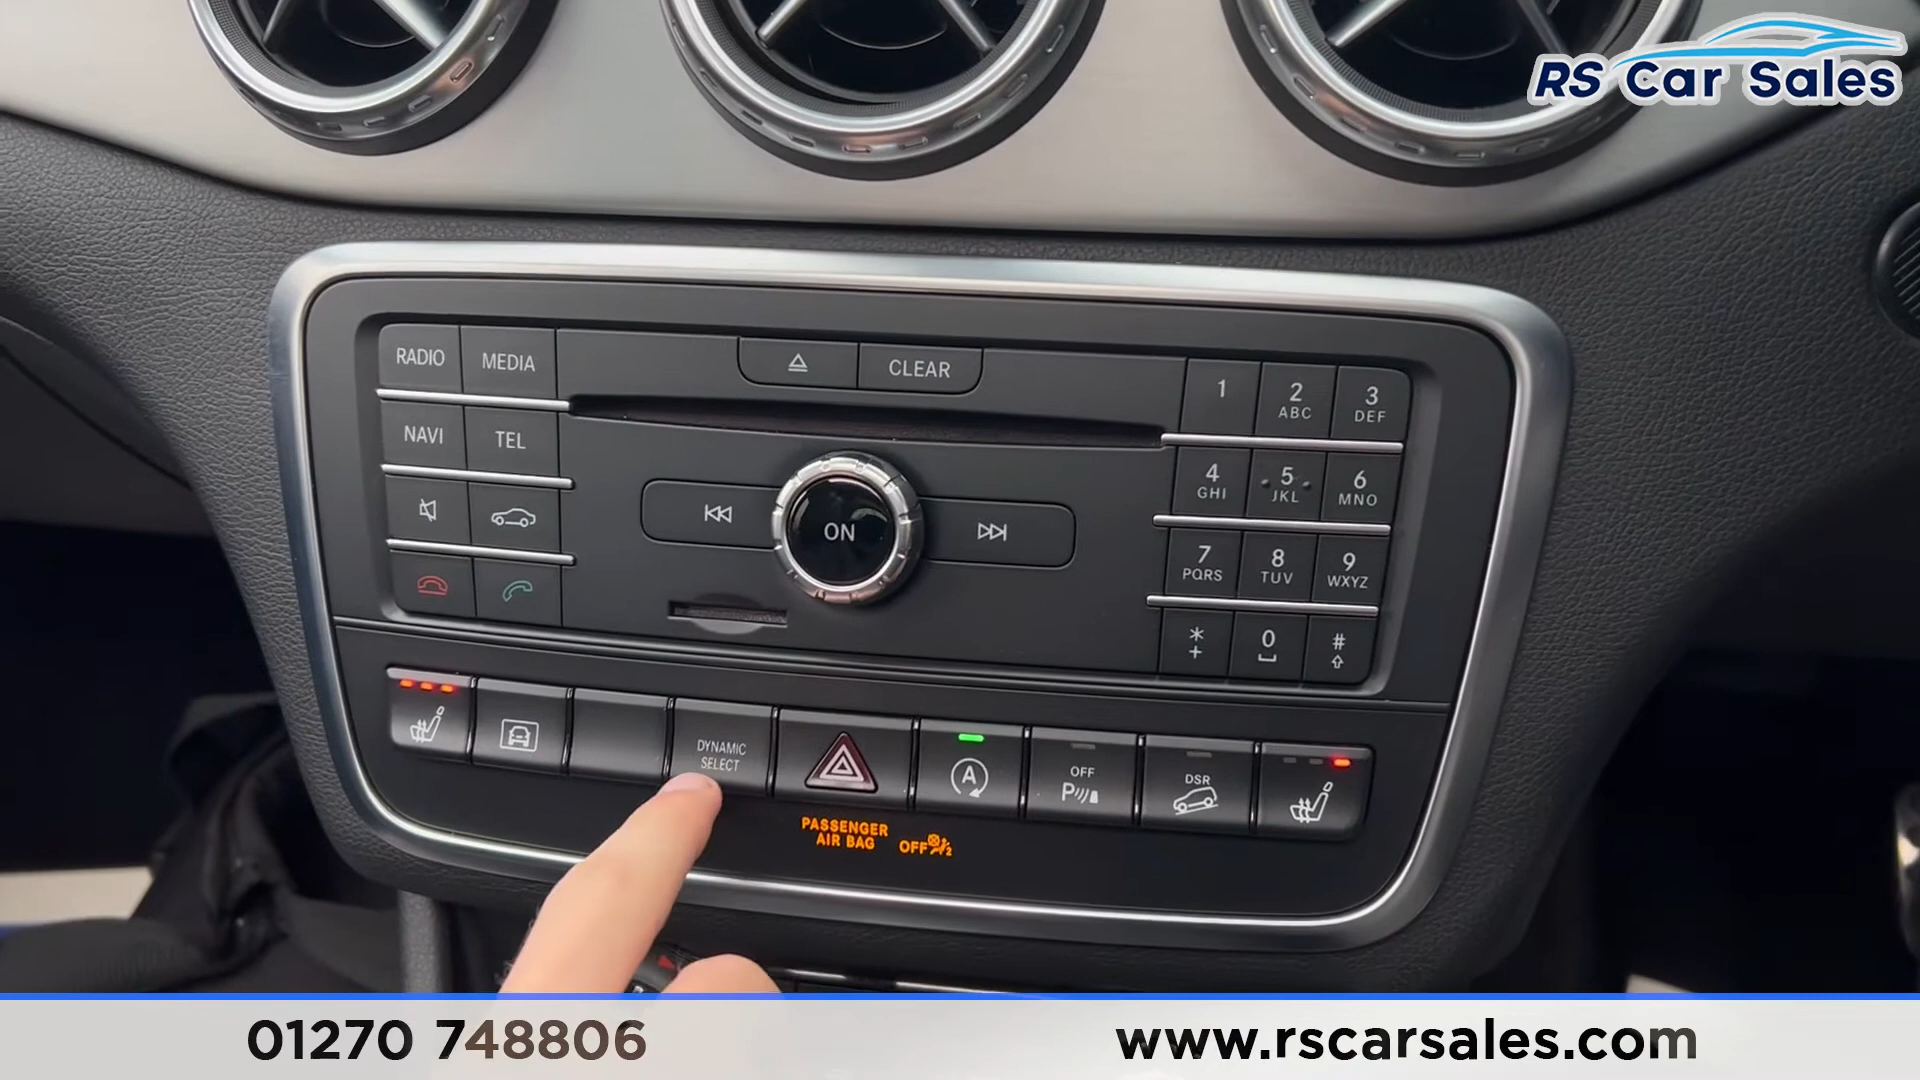 RS Car Sales
RADIO
MEDIA
CLEAR
1
2
ABC
3
DEF
NAVI
TEL
4
GHI
5
JKL
6
MNO
ON
7
PQRS
8
TUV
9
WXYZ
*
+
0
#
DYNAMIC
SELECT
A
OFF
P
DSR
PASSENGER
AIR BAG
OFF
2
01270 748806
www.rscarsales.com